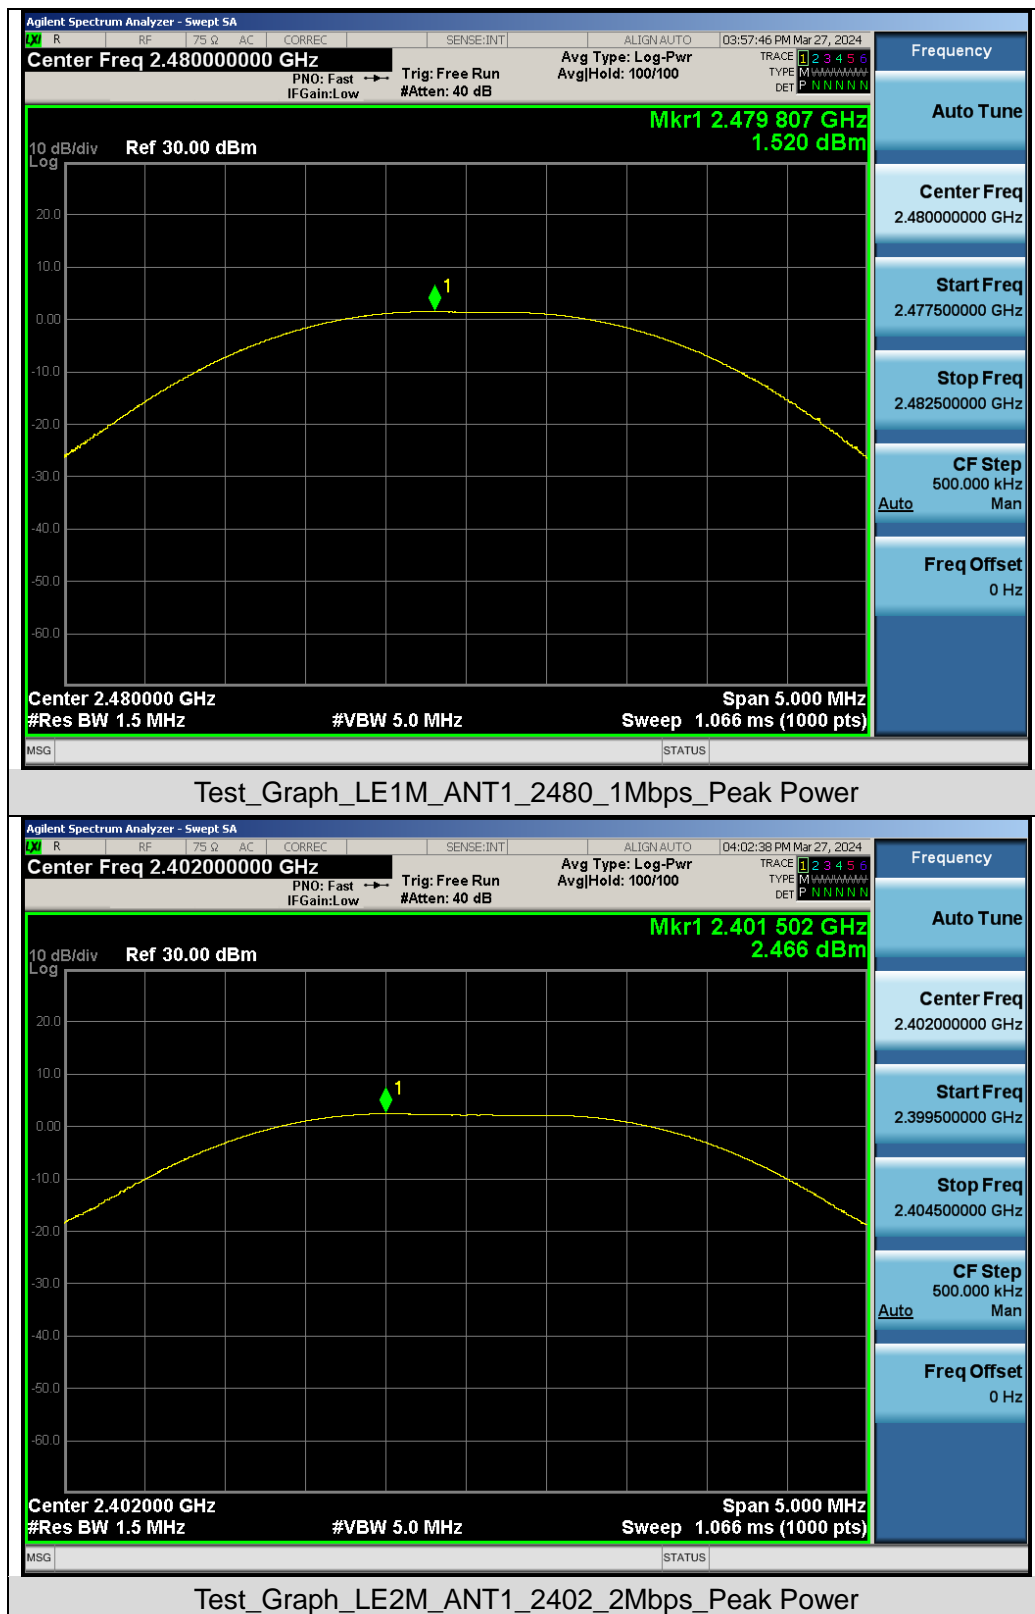 Agilent Spectrum Analyzer - Swept SA
LXI R RF 75 Ω AC CORREC SENSE:INT ALIGN AUTO 03:57:46 PM Mar 27, 2024
Center Freq 2.480000000 GHz
PNO: Fast
IFGain:Low
Trig: Free Run
#Atten: 40 dB
Avg Type: Log-Pwr
Avg|Hold: 100/100
TRACE 1 2 3 4 5 6
TYPE M WWWWW
DET P N N N N N
Frequency
Auto Tune
Center Freq
2.480000000 GHz
Start Freq
2.477500000 GHz
Stop Freq
2.482500000 GHz
CF Step
500.000 kHz
Auto Man
Freq Offset
0 Hz
Mkr1 2.479 807 GHz
1.520 dBm
10 dB/div Ref 30.00 dBm
Log
20.0
10.0
1
0.00
-10.0
-20.0
-30.0
-40.0
-50.0
-60.0
Center 2.480000 GHz Span 5.000 MHz
#Res BW 1.5 MHz #VBW 5.0 MHz Sweep 1.066 ms (1000 pts)
MSG STATUS
Test_Graph_LE1M_ANT1_2480_1Mbps_Peak Power
Agilent Spectrum Analyzer - Swept SA
LXI R RF 75 Ω AC CORREC SENSE:INT ALIGN AUTO 04:02:38 PM Mar 27, 2024
Center Freq 2.402000000 GHz
PNO: Fast
IFGain:Low
Trig: Free Run
#Atten: 40 dB
Avg Type: Log-Pwr
Avg|Hold: 100/100
TRACE 1 2 3 4 5 6
TYPE M WWWWW
DET P N N N N N
Frequency
Auto Tune
Center Freq
2.402000000 GHz
Start Freq
2.399500000 GHz
Stop Freq
2.404500000 GHz
CF Step
500.000 kHz
Auto Man
Freq Offset
0 Hz
Mkr1 2.401 502 GHz
2.466 dBm
10 dB/div Ref 30.00 dBm
Log
20.0
10.0
1
0.00
-10.0
-20.0
-30.0
-40.0
-50.0
-60.0
Center 2.402000 GHz Span 5.000 MHz
#Res BW 1.5 MHz #VBW 5.0 MHz Sweep 1.066 ms (1000 pts)
MSG STATUS
Test_Graph_LE2M_ANT1_2402_2Mbps_Peak Power